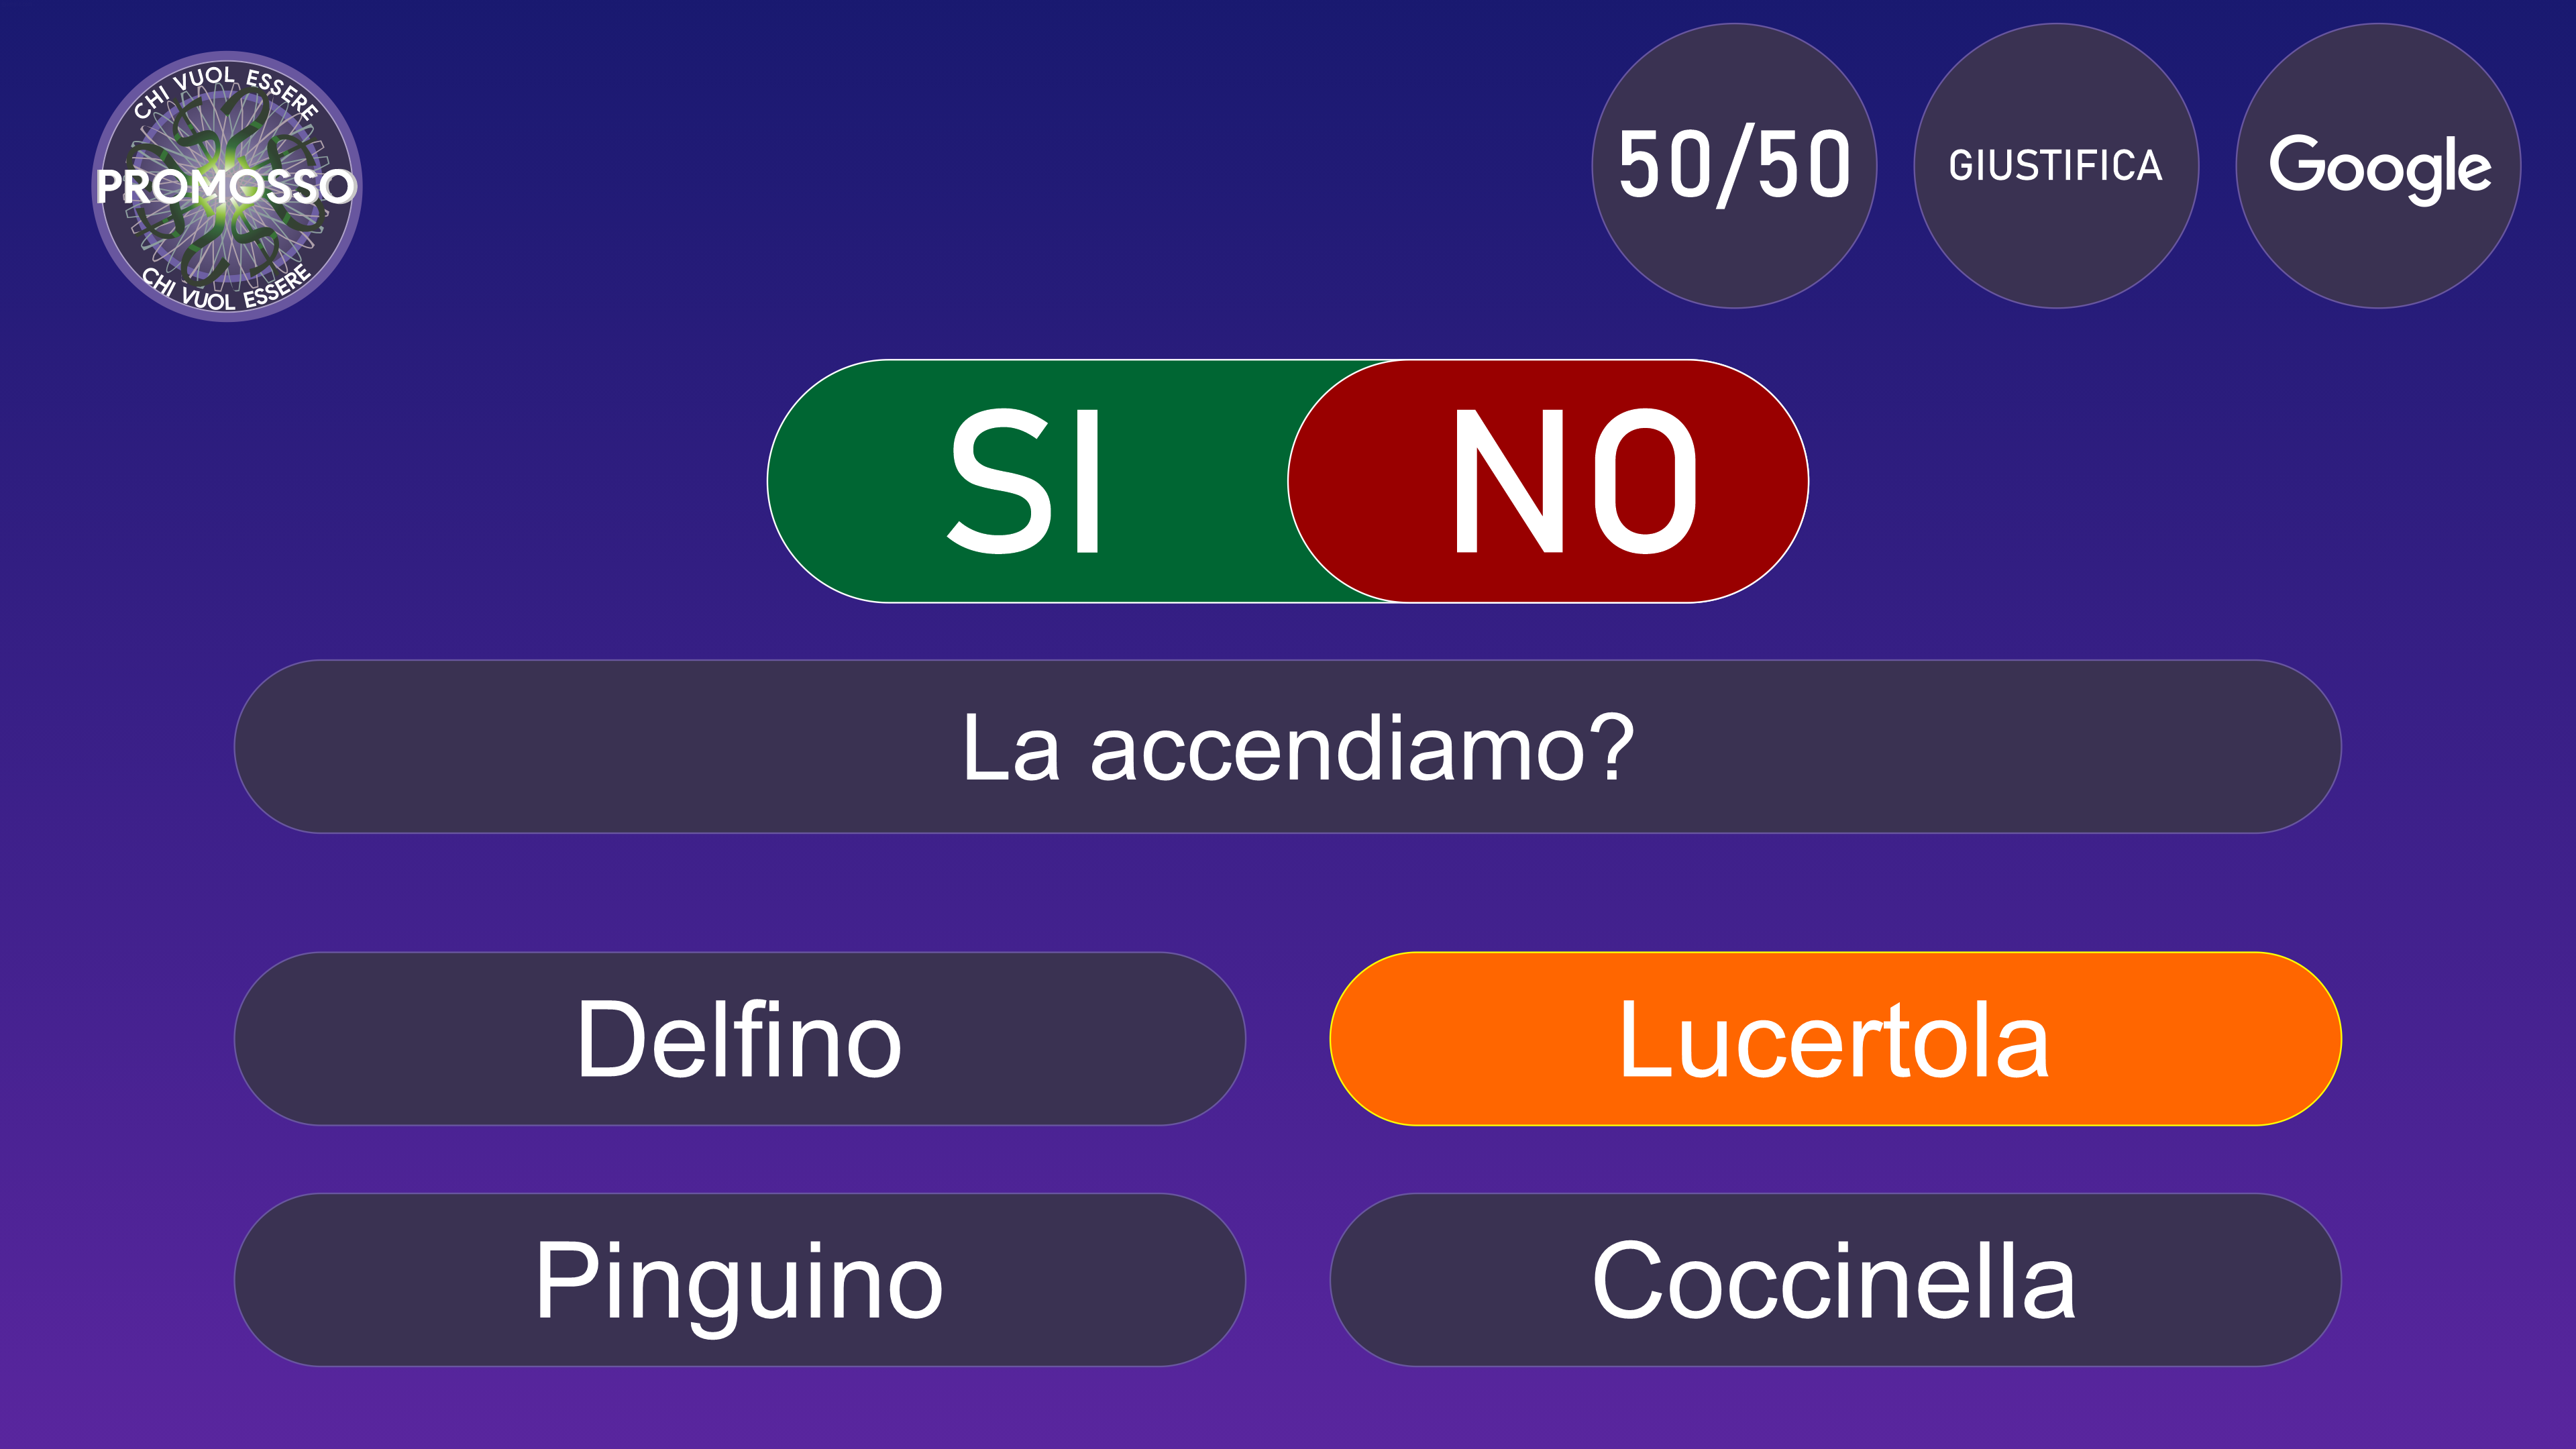 CHI VUOL ESSERE
PROMOSSO
CHI VUOL ESSERE
50/50
GIUSTIFICA
Google
SI
NO
La accendiamo?
Delfino
Lucertola
Pinguino
Coccinella